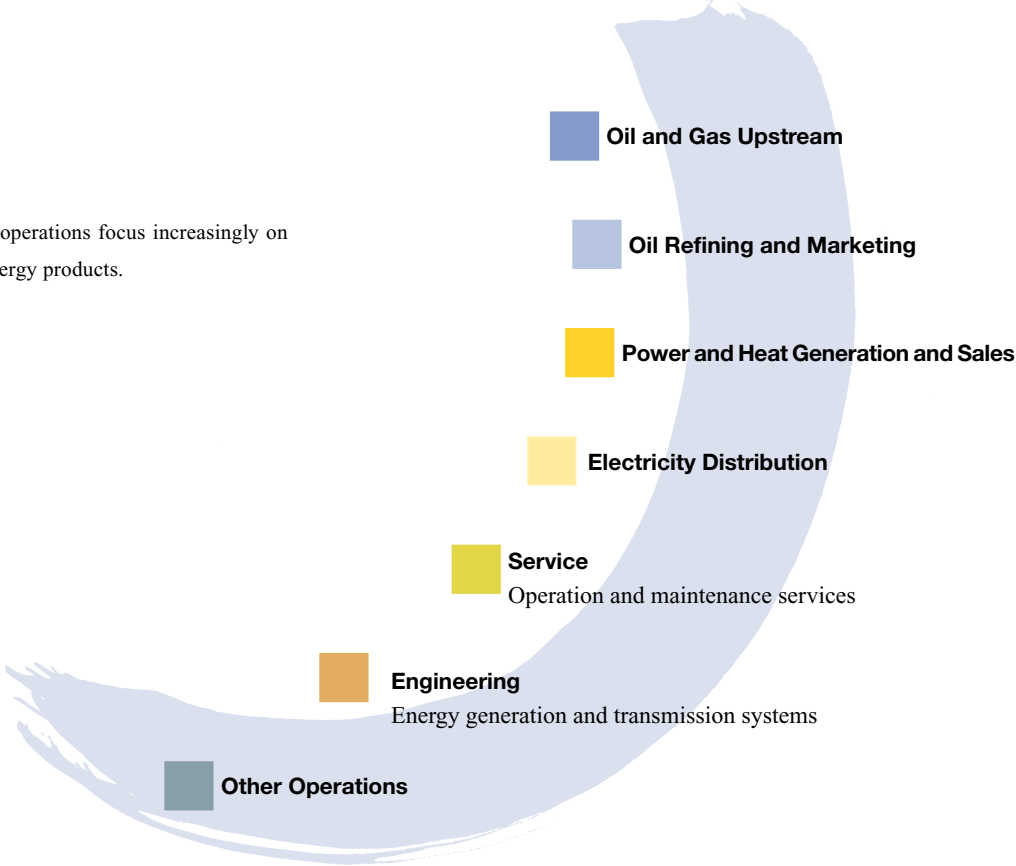 Oil and Gas Upstream
operations focus increasingly on
Oil Refining and Marketing
products.
Power and Heat Generation and Sales
Electricity Distribution
Service
Operation and maintenance services
Engineering
Energy generation and transmission systems
Other Operations